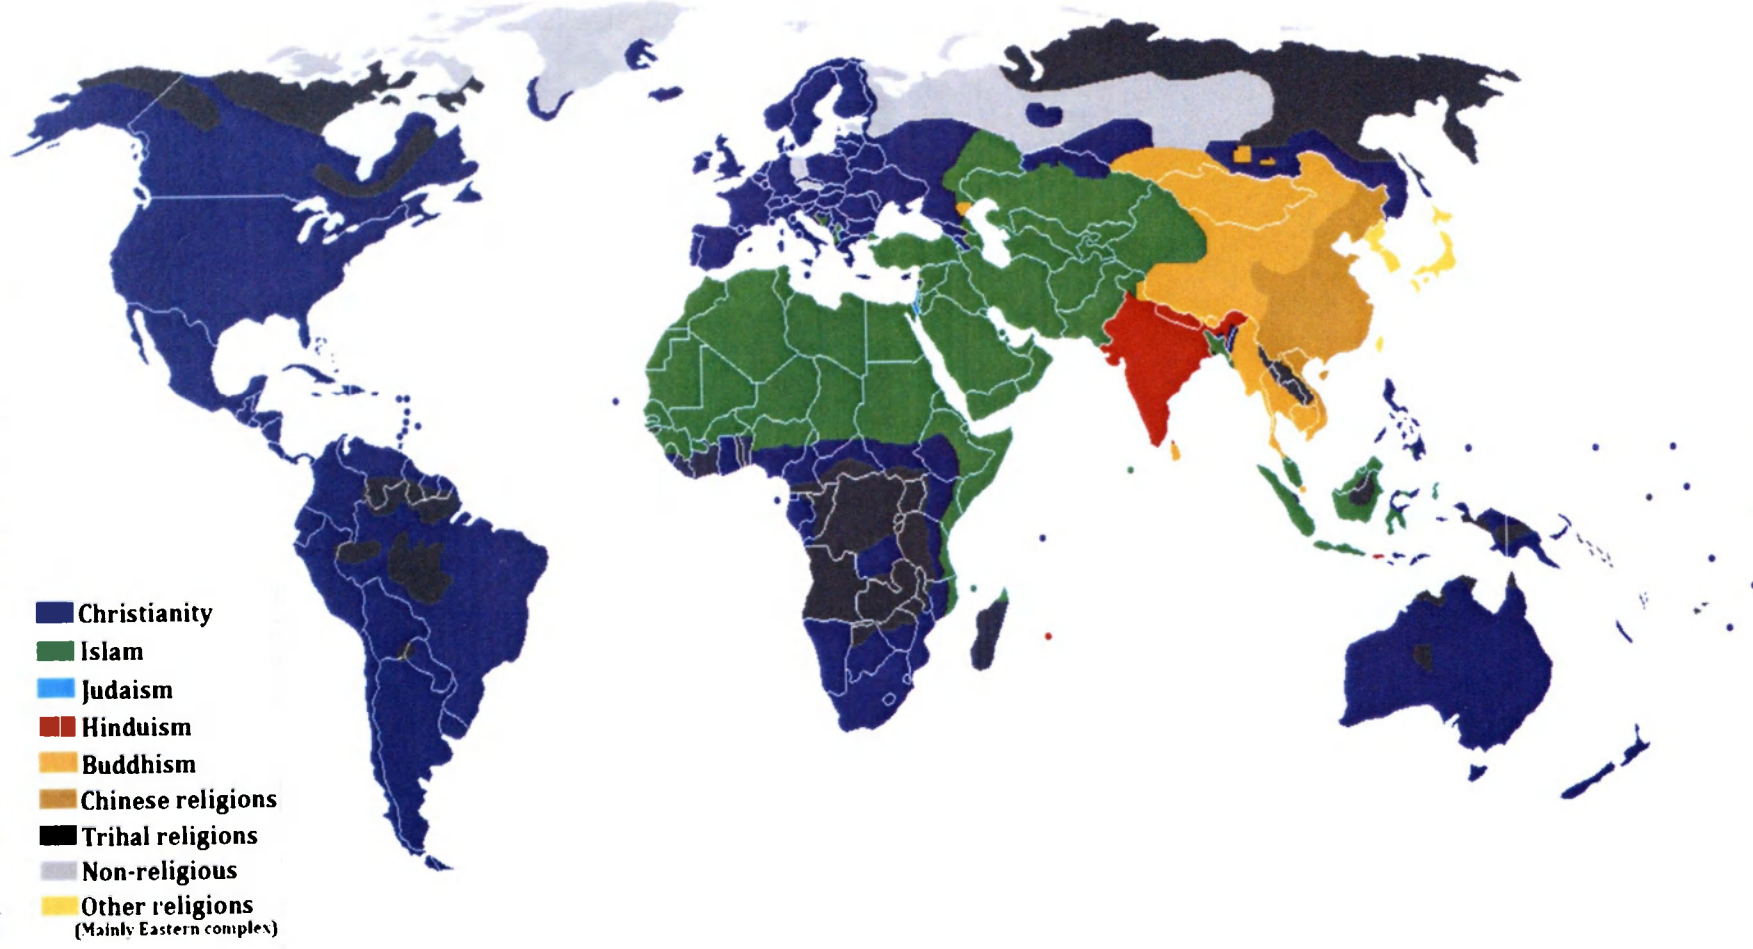 Christianity
Islam
Judaism
Hinduism
Buddhism
Chinese religions
Trihal religions
Non-religious
Other religions
(Mainly Eastern complex)